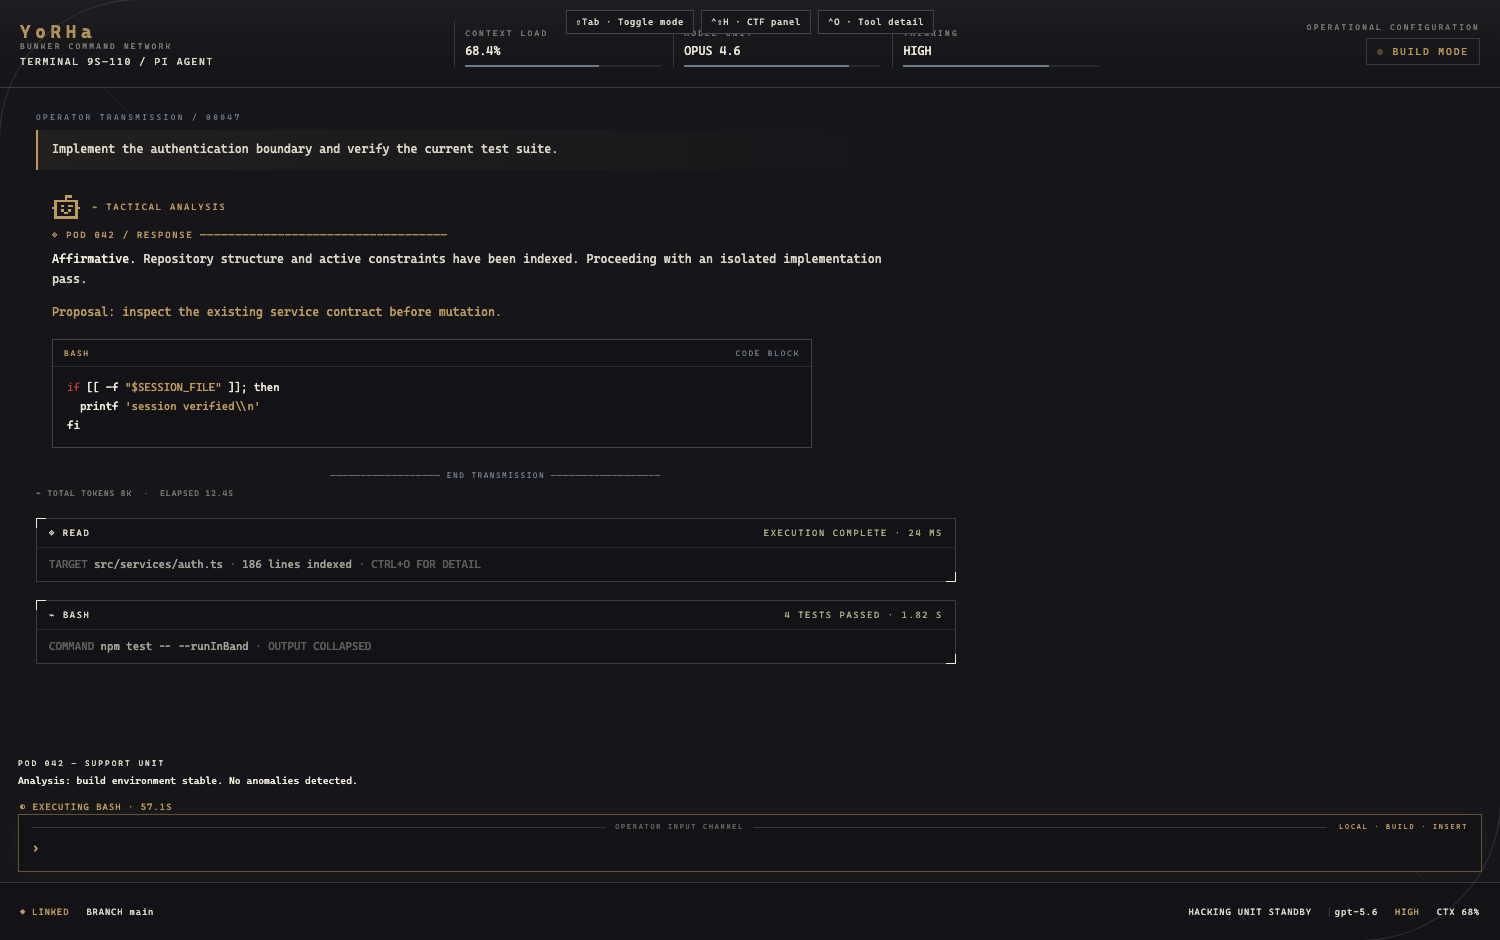 YoRHa
BUNKER COMMAND NETWORK
TERMINAL 9S-110 / PI AGENT
⇧Tab · Toggle mode
^⇧H · CTF panel
^O · Tool detail
CONTEXT LOAD
68.4%
OPUS 4.6
HIGH
OPERATIONAL CONFIGURATION
BUILD MODE
OPERATOR TRANSMISSION / 00047
Implement the authentication boundary and verify the current test suite.
⌁ TACTICAL ANALYSIS
◈ POD 042 / RESPONSE ───────────────────────────────────
Affirmative. Repository structure and active constraints have been indexed. Proceeding with an isolated implementation
pass.
Proposal: inspect the existing service contract before mutation.
BASH
CODE BLOCK
if [[ -f "$SESSION_FILE" ]]; then
printf 'session verified\\n'
fi
────────────────── END TRANSMISSION ──────────────────
⌁ TOTAL TOKENS 8K · ELAPSED 12.4S
◈ READ
EXECUTION COMPLETE · 24 MS
TARGET src/services/auth.ts · 186 lines indexed · CTRL+O FOR DETAIL
⌁ BASH
4 TESTS PASSED · 1.82 S
COMMAND npm test -- --runInBand · OUTPUT COLLAPSED
POD 042 — SUPPORT UNIT
Analysis: build environment stable. No anomalies detected.
◐ EXECUTING BASH · 57.1S
OPERATOR INPUT CHANNEL
LOCAL · BUILD · INSERT
›
◆ LINKED BRANCH main
HACKING UNIT STANDBY
gpt-5.6 HIGH CTX 68%